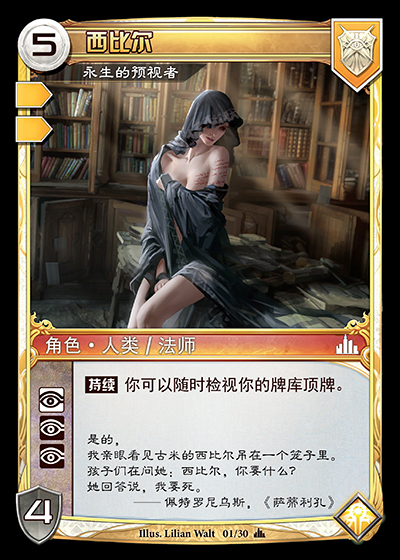 5
西比尔
永生的预视者
角色・人类 / 法师
持续 你可以随时检视你的牌库顶牌。
是的，
我亲眼看见古米的西比尔吊在一个笼子里。
孩子们在问她：西比尔，你要什么？
她回答说，我要死。
——佩特罗尼乌斯，《萨蒂利孔》
4
Illus. Lilian Walt 01/30